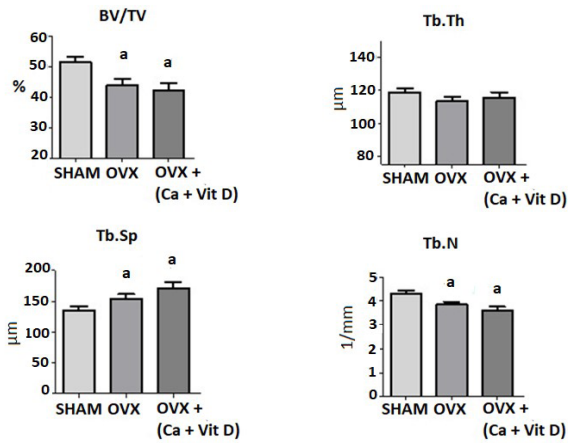 BV/TV
60
50
40
30
20
%
a
a
SHAM OVX OVX +
(Ca + Vit D)
Tb.Th
140
120
100
80
µm
SHAM OVX OVX +
(Ca + Vit D)
Tb.Sp
200
150
100
50
0
µm
a
a
SHAM OVX OVX +
(Ca + Vit D)
Tb.N
5
4
3
4
2
1
0
1/mm
a
a
SHAM OVX OVX +
(Ca + Vit D)